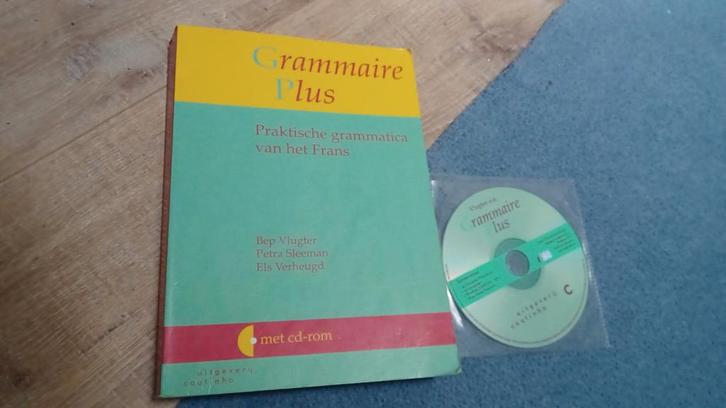 Grammaire
Plus
Praktische grammatica
van het Frans
Bep Vlugter
Petra Sleeman
Els Verheugd
met cd-rom
uitgeverij
coutinho
Vlugter e.a.
Grammaire
lus
uitgeverij
coutinho